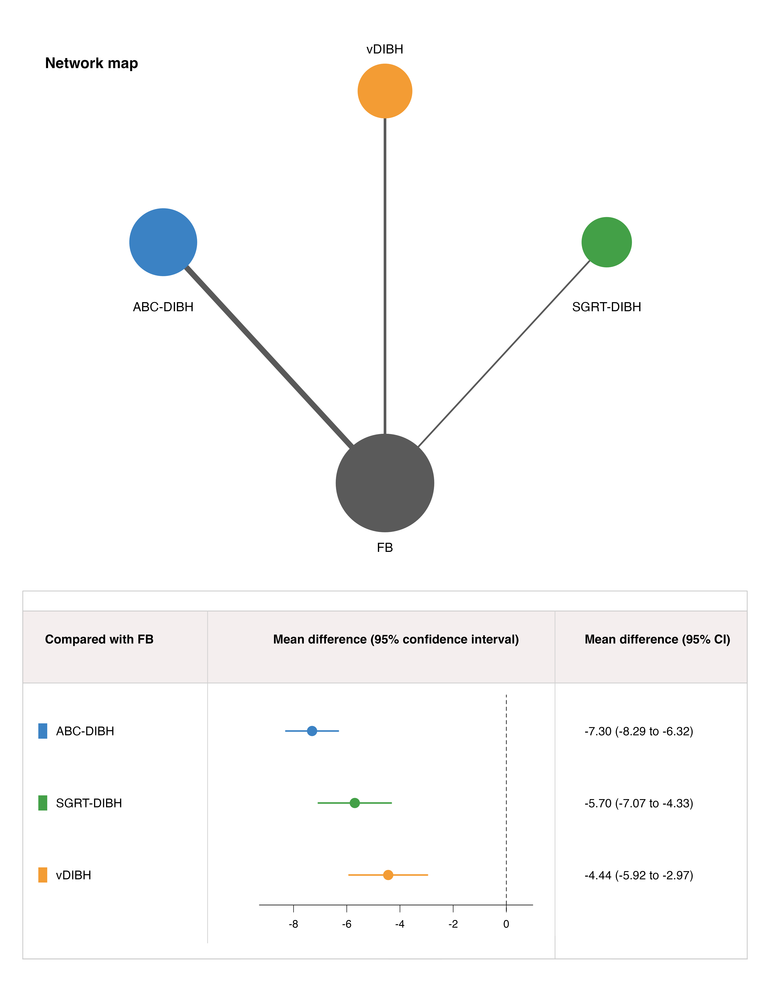 Network map
vDIBH
ABC-DIBH
SGRT-DIBH
FB
Compared with FB
Mean difference (95% confidence interval)
Mean difference (95% CI)
ABC-DIBH
-7.30 (-8.29 to -6.32)
SGRT-DIBH
-5.70 (-7.07 to -4.33)
vDIBH
-4.44 (-5.92 to -2.97)
-8 -6 -4 -2 0